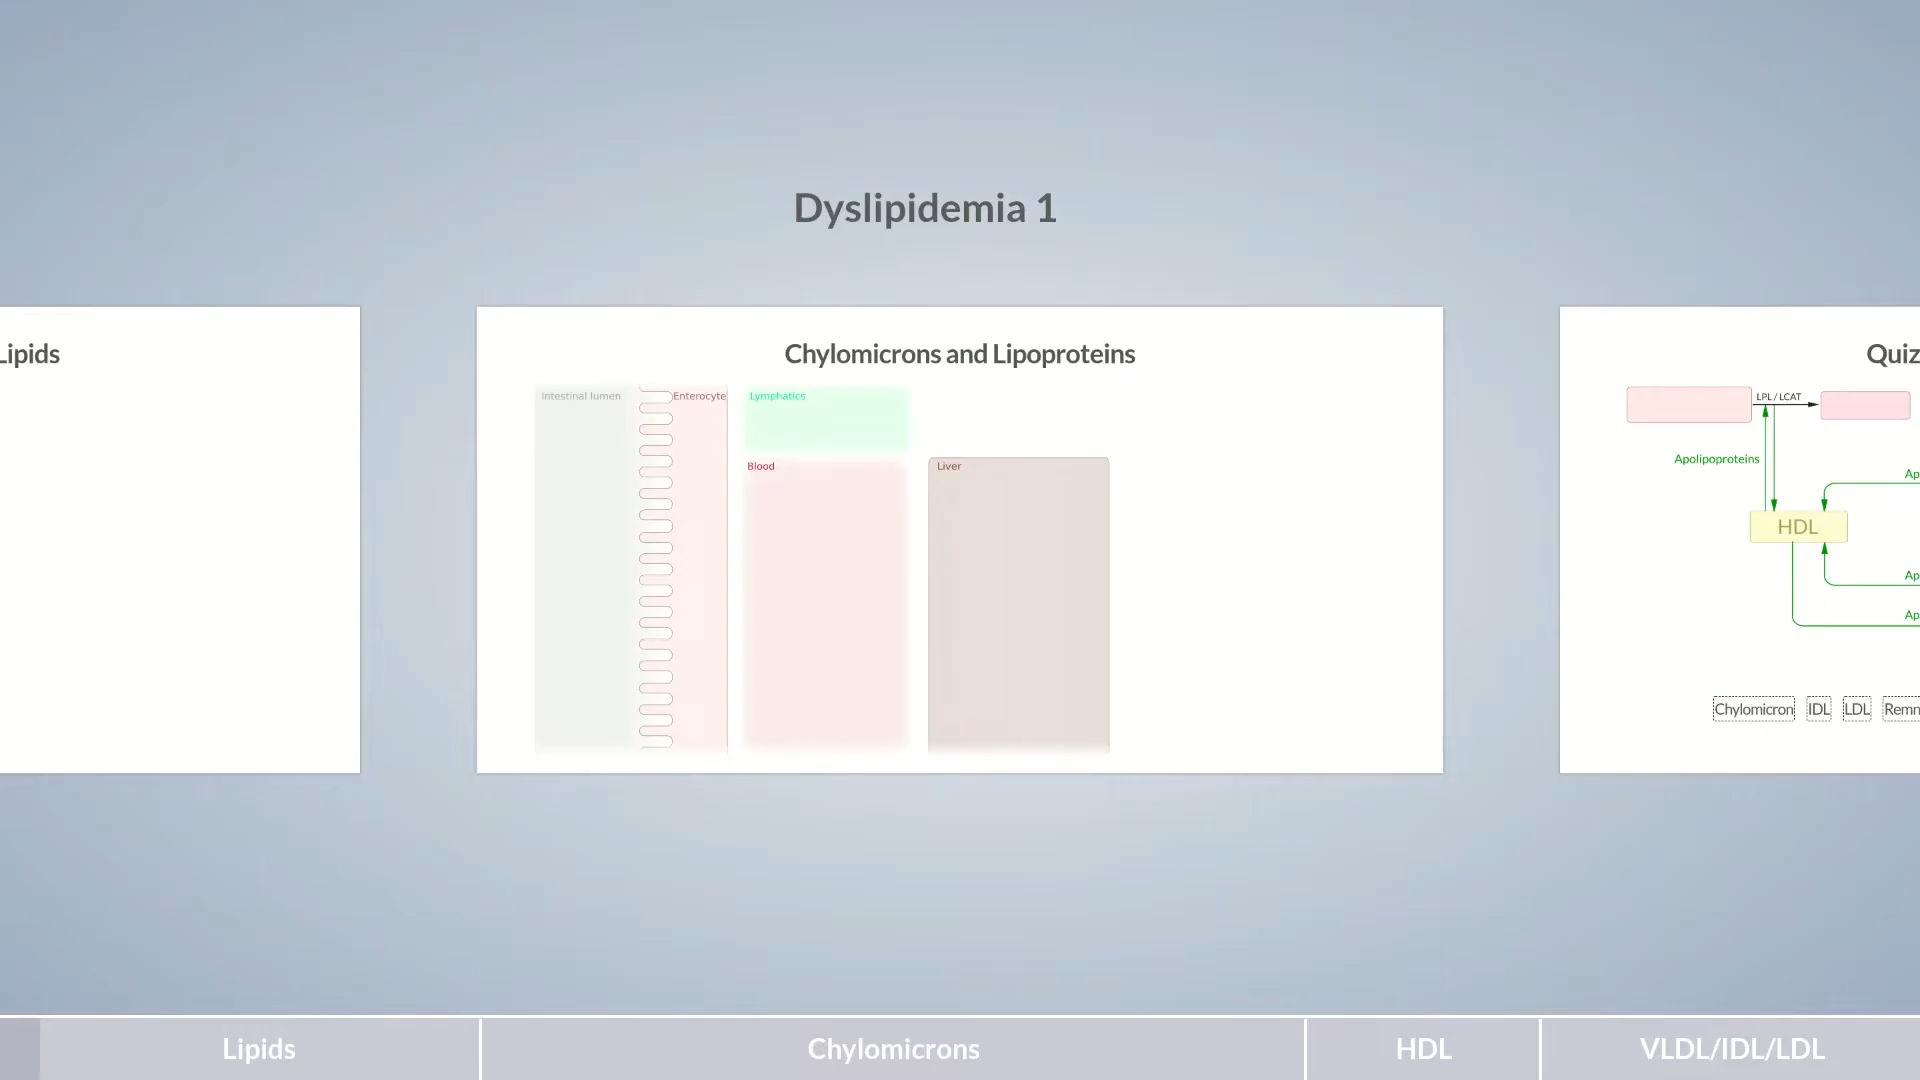 Dyslipidemia 1
Lipids
Chylomicrons and Lipoproteins
Intestinal lumen
Enterocyte
Lymphatics
Blood
Liver
Quiz
LPL / LCAT
Apolipoproteins
Ap
HDL
Ap
Ap
Chylomicron IDL LDL Remn
Lipids Chylomicrons HDL VLDL/IDL/LDL